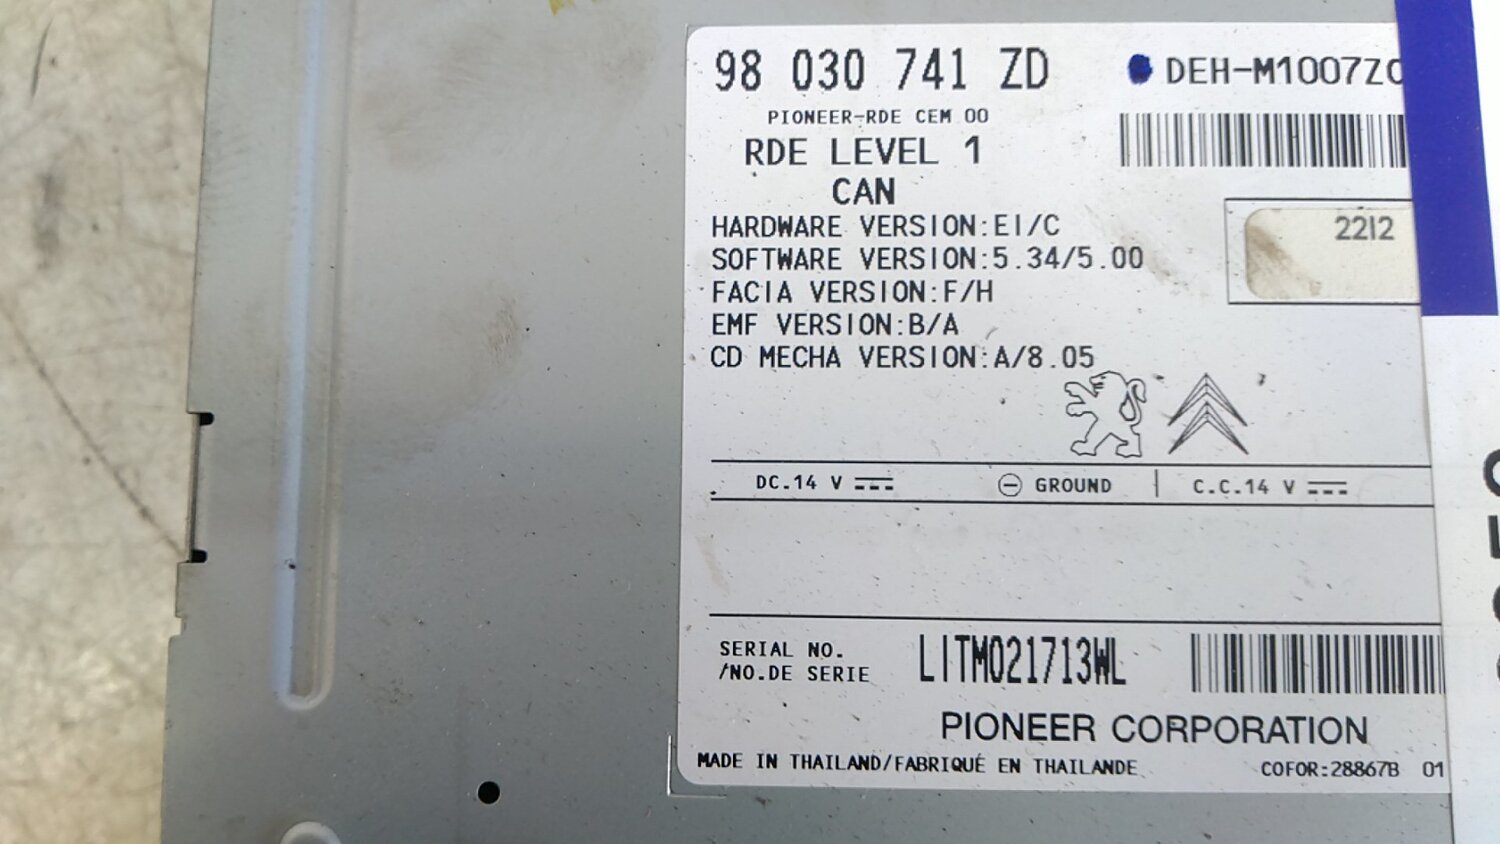 98 030 741 ZD
DEH-M1007ZC
PIONEER-RDE CEM 00
RDE LEVEL 1
CAN
HARDWARE VERSION:EI/C
2212
SOFTWARE VERSION:5.34/5.00
FACIA VERSION:F/H
EMF VERSION:B/A
CD MECHA VERSION:A/8.05
DC.14 V
GROUND
C.C.14 V
SERIAL NO.
/NO.DE SERIE
LITM021713WL
PIONEER CORPORATION
MADE IN THAILAND/FABRIQUÉ EN THAILANDE
COFOR:28867B 01